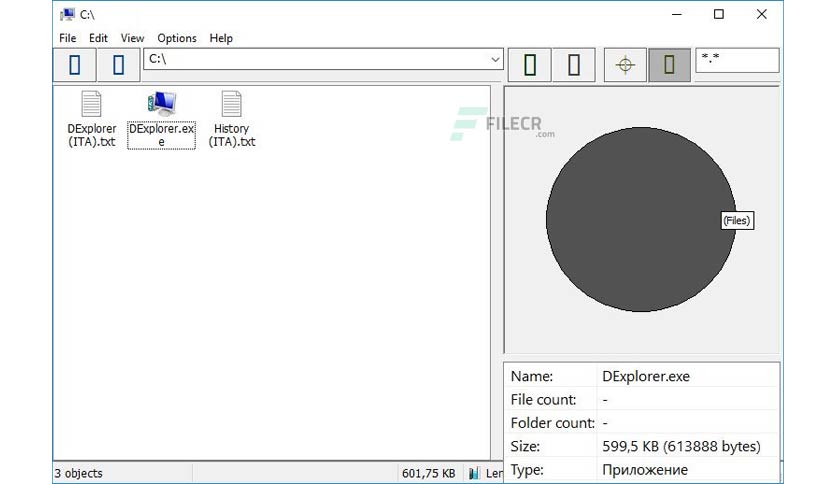 C:\
File Edit View Options Help
C:\
*.*
DExplorer
(ITA).txt
DExplorer.ex
e
History
(ITA).txt
FILECR
.com
(Files)
Name: DExplorer.exe
File count: -
Folder count: -
Size: 599,5 KB (613888 bytes)
Type: Приложение
3 objects
601,75 KB
Ler